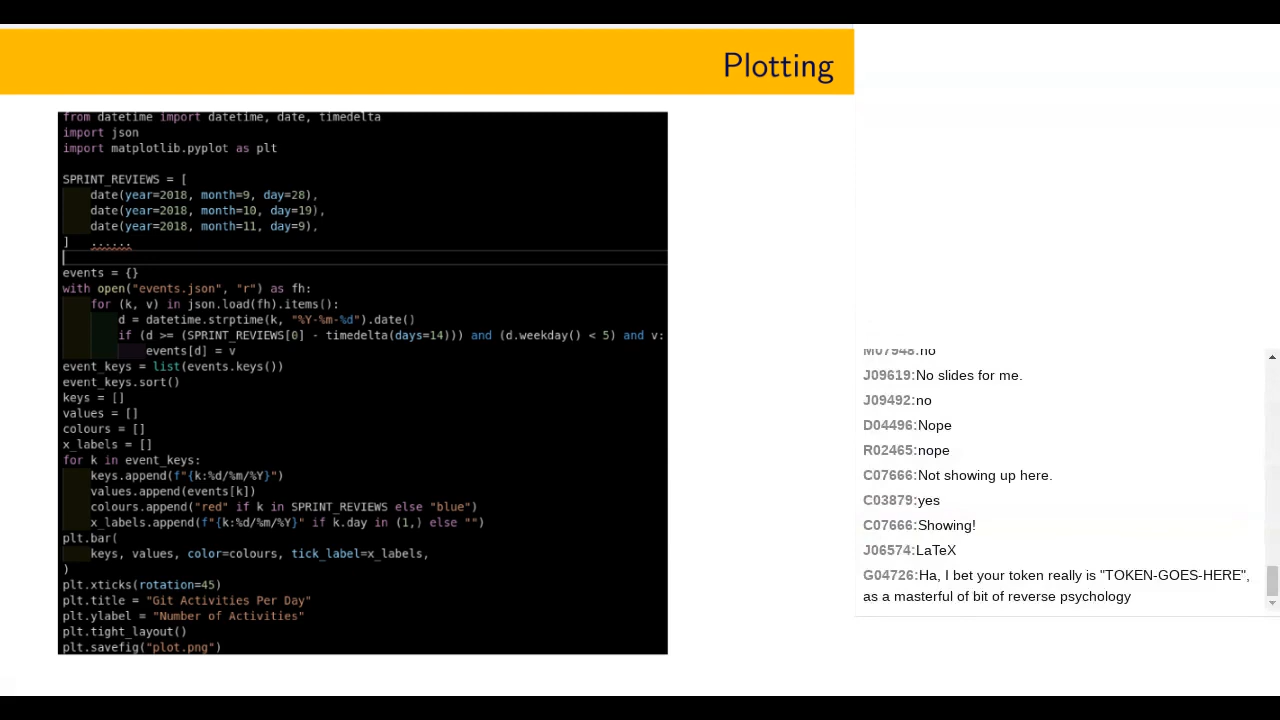 Plotting
from datetime import datetime, date, timedelta
import json
import matplotlib.pyplot as plt
SPRINT_REVIEWS = [
date(year=2018, month=9, day=28),
date(year=2018, month=10, day=19),
date(year=2018, month=11, day=9),
] ......
events = {}
with open("events.json", "r") as fh:
for (k, v) in json.load(fh).items():
d = datetime.strptime(k, "%Y-%m-%d").date()
if (d >= (SPRINT_REVIEWS[0] - timedelta(days=14))) and (d.weekday() < 5) and v:
events[d] = v
event_keys = list(events.keys())
event_keys.sort()
keys = []
values = []
colours = []
x_labels = []
for k in event_keys:
keys.append(f"{k:%d/%m/%Y}")
values.append(events[k])
colours.append("red" if k in SPRINT_REVIEWS else "blue")
x_labels.append(f"{k:%d/%m/%Y}" if k.day in (1,) else "")
plt.bar(
keys, values, color=colours, tick_label=x_labels,
)
plt.xticks(rotation=45)
plt.title = "Git Activities Per Day"
plt.ylabel = "Number of Activities"
plt.tight_layout()
plt.savefig("plot.png")
M07948:no
J09619:No slides for me.
J09492:no
D04496:Nope
R02465:nope
C07666:Not showing up here.
C03879:yes
C07666:Showing!
J06574:LaTeX
G04726:Ha, I bet your token really is "TOKEN-GOES-HERE",
as a masterful of bit of reverse psychology